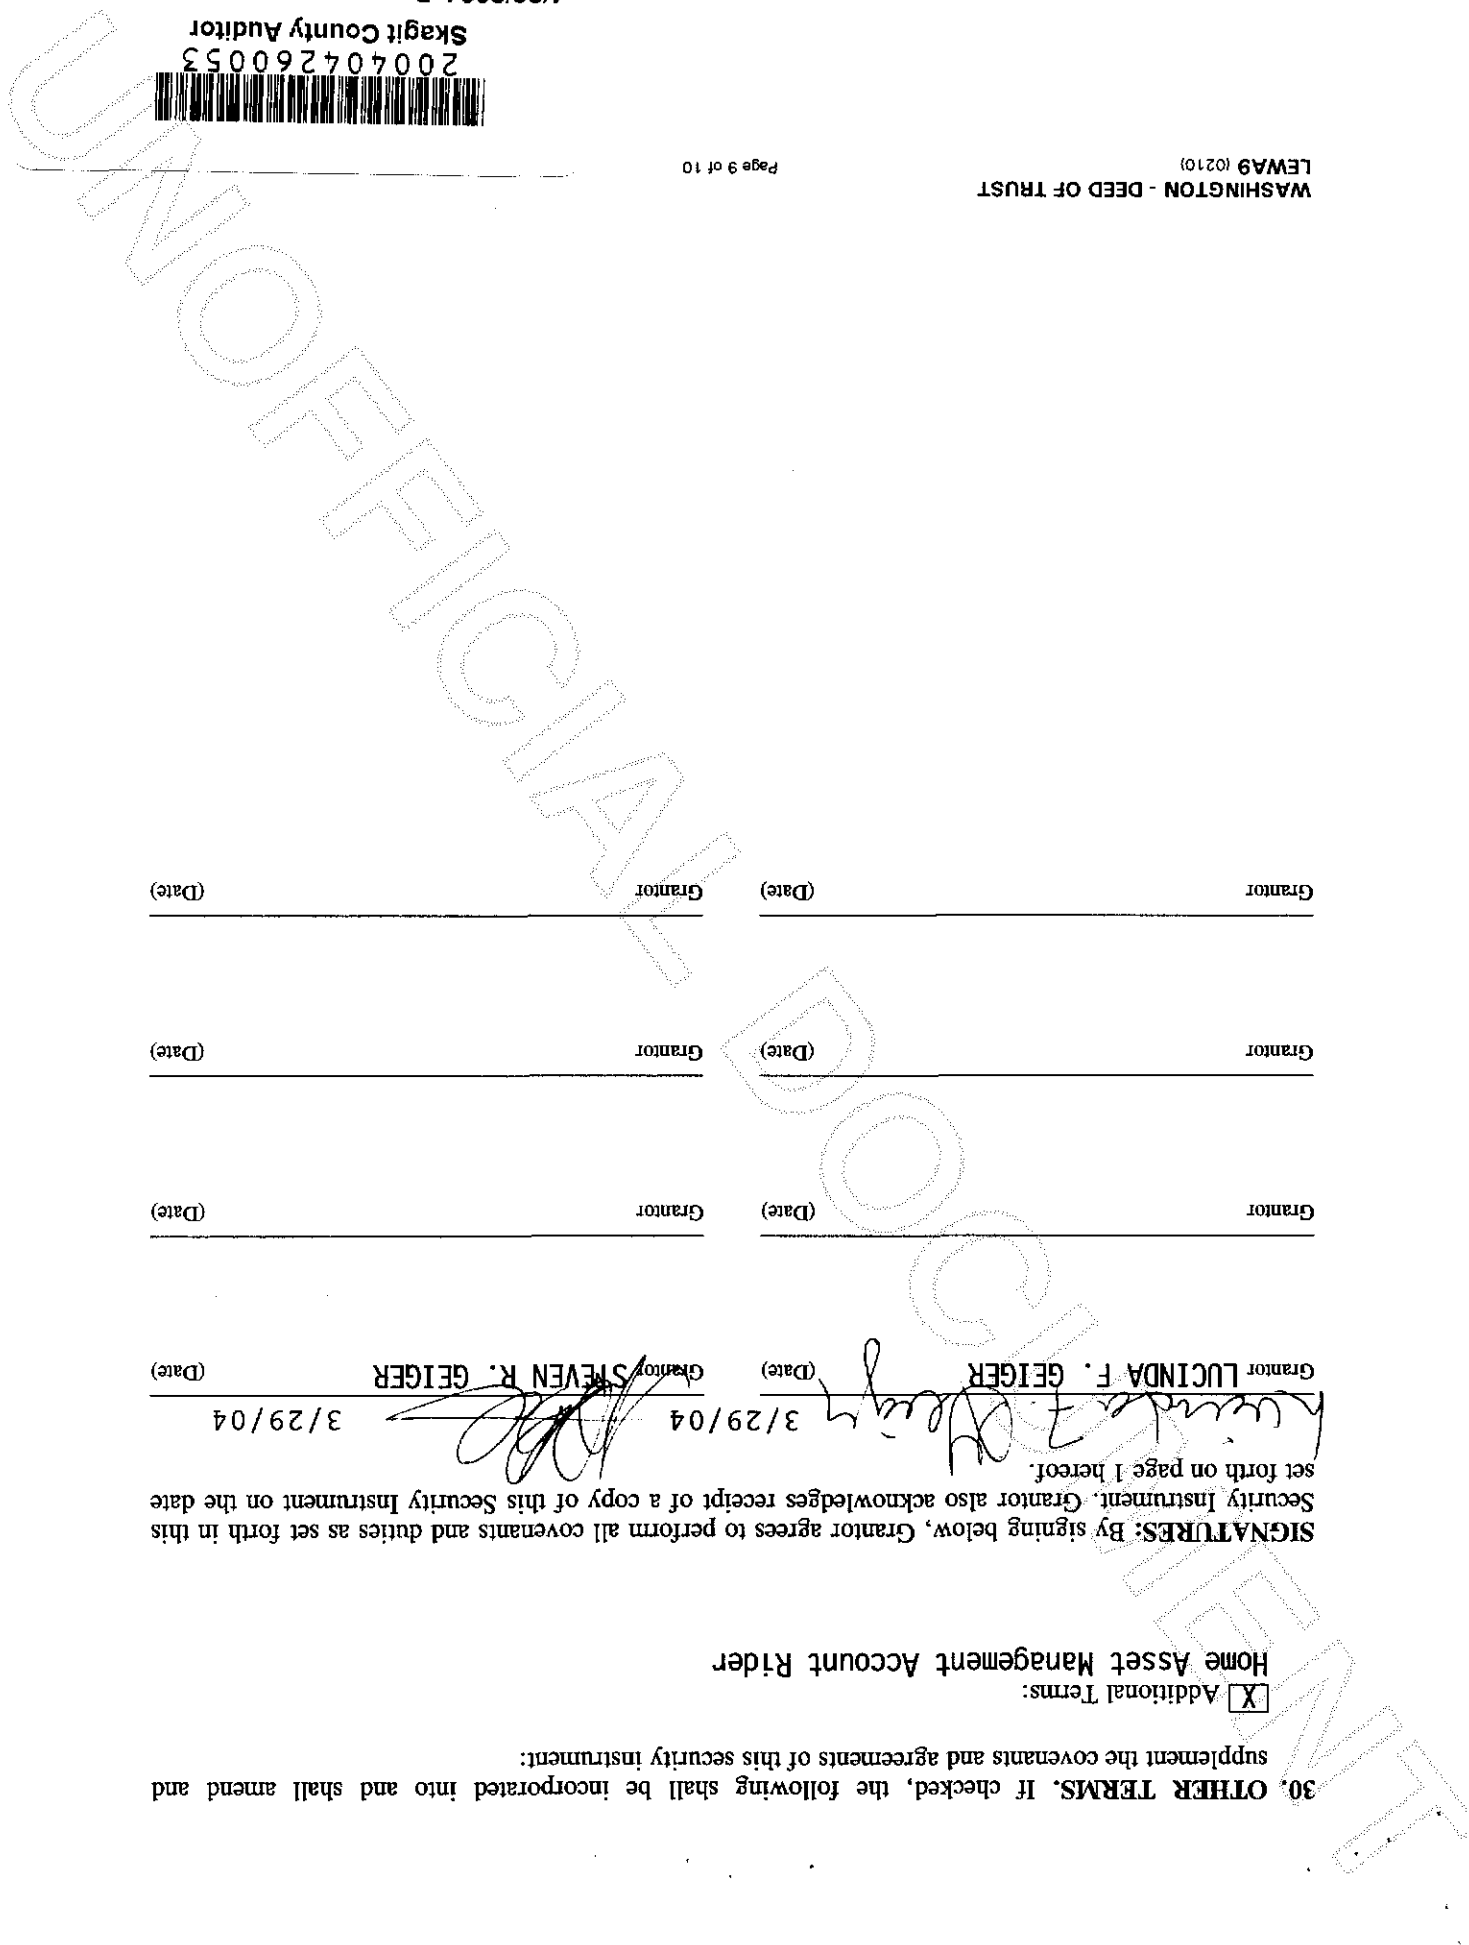 30. OTHER TERMS. If checked, the following shall be incorporated into and shall amend and
supplement the covenants and agreements of this security instrument:
X Additional Terms:
Home Asset Management Account Rider
SIGNATURES: By signing below, Grantor agrees to perform all covenants and duties as set forth in this
Security Instrument. Grantor also acknowledges receipt of a copy of this Security Instrument on the date
set forth on page 1 hereof.
Lucinda F. Geiger 3/29/04 3/29/04
Grantor LUCINDA F. GEIGER (Date) Grantor STEVEN R. GEIGER (Date)
Grantor (Date) Grantor (Date)
Grantor (Date) Grantor (Date)
Grantor (Date) Grantor (Date)
WASHINGTON - DEED OF TRUST
LEWA9 (0210) Page 9 of 10
200404260053
Skagit County Auditor
UNOFFICIAL DOCUMENT